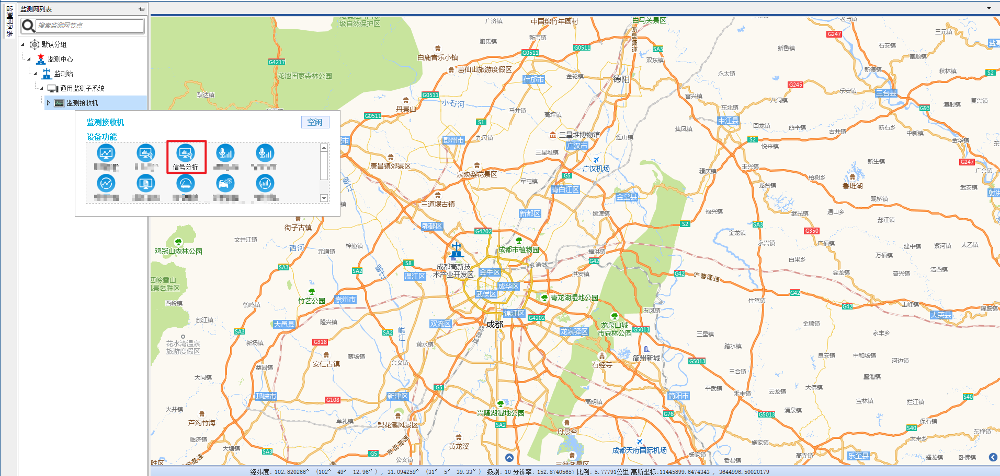 监测网列表
监测网列表
搜索监测网节点
默认分组
监测中心
监测站
通用监测子系统
监测接收机
监测接收机
空闲
设备功能
信号分析
级自然保护区
广济镇
中国绵竹年画村
白马关景区
老马镇
三元镇
G247
石安镇
盐亭
新市镇
湔氐镇
京昆高速
G0511
G0511
SA3
新鲁镇
富顺镇
白鹿音乐小镇
双东镇
G4217
葛仙山旅游度假区
新德镇
秋林镇
S2
龙池国家森林公园
金轮镇
永太镇
什邡市
德阳
G245
乐安镇
三台县
耿达镇
G0511
富兴镇
八洞镇
复兴镇
潼射镇
小石河
东北镇
G93
丹景山
马井镇
高坪镇
G0511
中江县
S1
回龙镇
西平镇
古井镇
断石乡
集凤镇
中新镇
三星堆博物馆
连山镇
九尺镇
彭州市
S2
金华镇
广汉市
悦来镇
三星堆镇
唐昌镇郊景区
广汉机场
新生镇
G247
玉兴镇
广兴镇
泉映梨花景区
G5
辑庆镇
柏树乡
军屯镇
龙台镇
鲁班湖
武安镇
岷江
青白江区
金堂县
射洪
观桥镇
三道堰古镇
新都区
姚渡镇
福兴镇
继光镇
通山乡
街子古镇
郪江镇
郫都区
S2
SA3
G4202
G350
金龙镇
文井江镇
鸡冠山森林公园
西河
梓潼镇
永兴镇
广福镇
建中镇
紫河镇
太乙镇
元通镇
成都市植物园
福洪镇
万福镇
白果乡
S8
G42
SA3
SA2
岷江
成都高新技
术产业开发区
成渝线
金牛区
洪安镇
G42
沪蓉高速
会龙镇
普兴镇
涪西镇
温江区
西岭雪山
成华区
武侯区
青龙湖湿地公园
G42
竹艺公园
崇州市
竹篙镇
G42
玉峰镇
西岭镇
鹤鸣镇
五凤镇
隆盛镇
锦江区
G4202
大英县
䢺江镇
隆兴镇
大邑县
双流区
成都
龙泉山城
市森林公园
金顺镇
SA3
SA2
岷江
龙泉驿区
G5013
三星镇
永丰乡
花水湾温泉
旅游度假区
新场镇
G318
黄水镇
踏水镇
安仁古镇
蔡场镇
兴义镇
石经寺
简州新城
G5013
良安镇
中和场镇
河边镇
桑园镇
大同镇
三合镇
盛池镇
G5
平武镇
禾丰镇
云龙镇
大佛镇
邛崃市
G108
新津区
简阳市
S40
高明镇
宝林镇
拦江镇
火井镇
兴隆湖湿地公园
G76
G5013
涌泉镇
芦沟竹海
牟礼镇
梨花溪风景区
SA2
丹景台
保石镇
S40
临济镇
太来乡
东禅镇
黄龙溪
京昆高速
大塘镇
SA3
G5
成都天府国际机场
施家镇
公义镇
杨家镇
老君镇
高寺镇
乐至县
蟠龙镇
卧佛镇
三岔湖景区
经纬度: 102.820266° (102° 49′ 12.96″ ), 31.094259° (31° 5′ 39.33″ ) 级别: 10 分辨率: 152.87405657 比例: 5.77791公里 高斯坐标:11445899.6474343 , 3644996.50020179